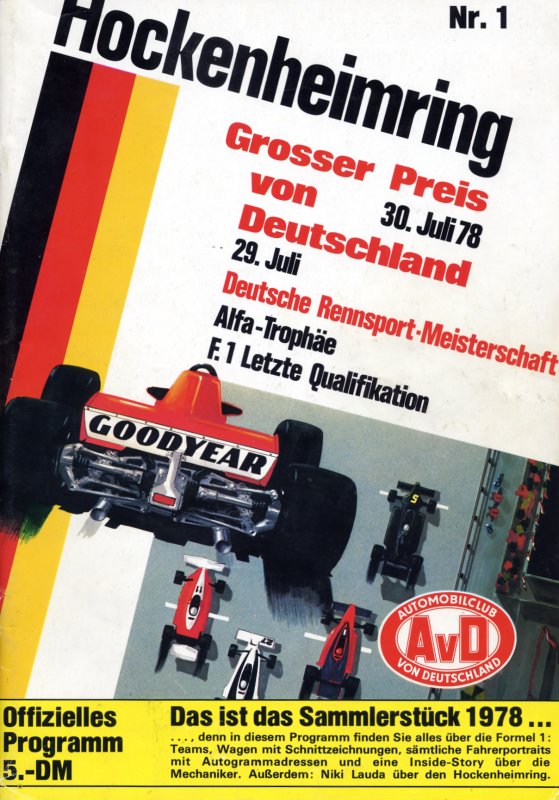 Nr. 1
Hockenheimring
Grosser Preis
von
30. Juli 78
Deutschland
29. Juli
Deutsche Rennsport-Meisterschaft
Alfa-Trophäe
F. 1 Letzte Qualifikation
GOODYEAR
5
11
AUTOMOBILCLUB
AvD
VON DEUTSCHLAND
Offizielles
Programm
5.-DM
Das ist das Sammlerstück 1978 ...
. . . ., denn in diesem Programm finden Sie alles über die Formel 1:
Teams, Wagen mit Schnittzeichnungen, sämtliche Fahrerportraits
mit Autogrammadressen und eine Inside-Story über die
Mechaniker. Außerdem: Niki Lauda über den Hockenheimring.